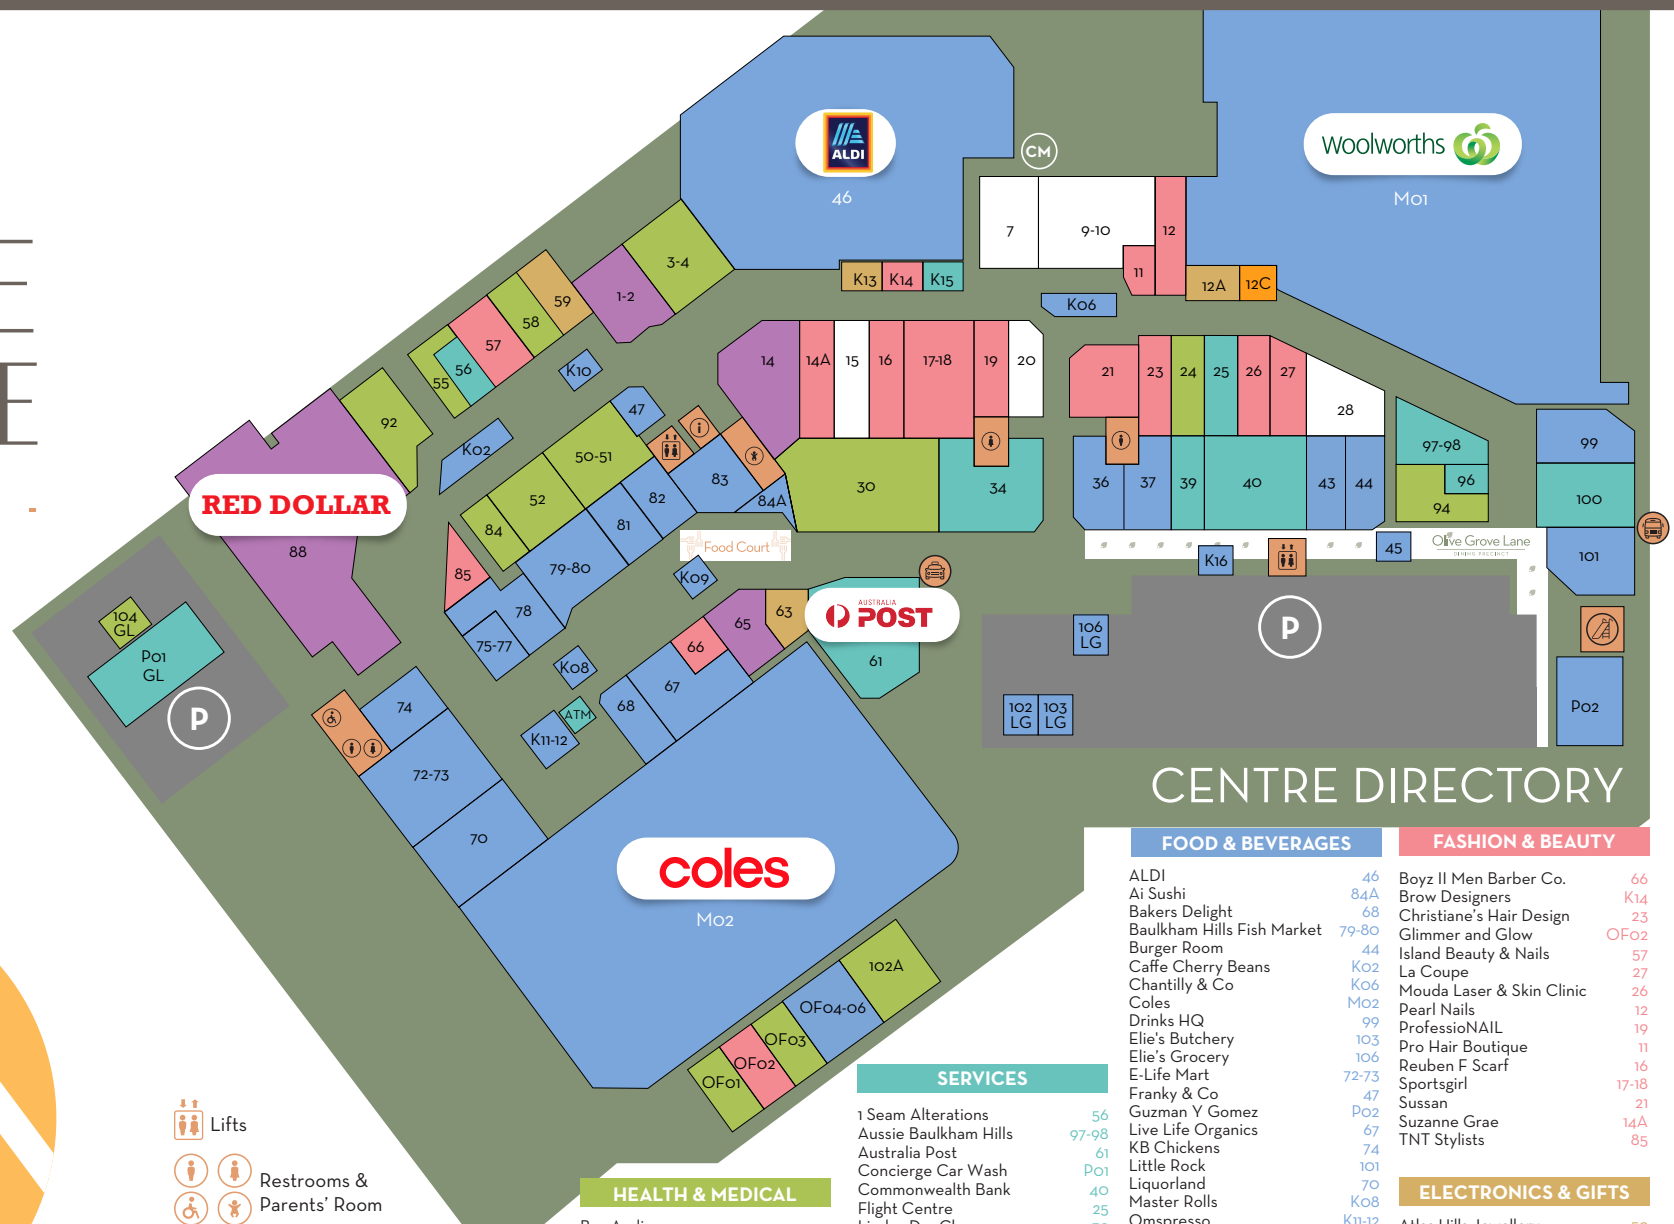 ALDI
46
CM
Woolworths
M01
7
9-10
12
11
12A
12C
K13
K14
K15
K06
3-4
1-2
59
58
57
56
55
K10
92
K02
47
50-51
52
84
14
14A
15
16
17-18
19
20
21
23
24
25
26
27
28
97-98
96
94
99
100
101
83
84A
82
81
79-80
78
75-77
85
30
34
36
37
39
40
43
44
45
K16
Olive Grove Lane
DINING PRECINCT
Food Court
K09
RED DOLLAR
88
104
GL
P01
GL
P
AUSTRALIA
POST
61
63
65
66
67
68
K08
ATM
K11-12
74
72-73
70
106
LG
102
LG
103
LG
P
P02
coles
M02
102A
OF04-06
OF03
OF02
OF01
CENTRE DIRECTORY
Lifts
Restrooms &
Parents' Room
HEALTH & MEDICAL
SERVICES
1 Seam Alterations 56
Aussie Baulkham Hills 97-98
Australia Post 61
Concierge Car Wash P01
Commonwealth Bank 40
Flight Centre 25
FOOD & BEVERAGES
ALDI 46
Ai Sushi 84A
Bakers Delight 68
Baulkham Hills Fish Market 79-80
Burger Room 44
Caffe Cherry Beans K02
Chantilly & Co K06
Coles M02
Drinks HQ 99
Elie's Butchery 103
Elie's Grocery 106
E-Life Mart 72-73
Franky & Co 47
Guzman Y Gomez P02
Live Life Organics 67
KB Chickens 74
Little Rock 101
Liquorland 70
Master Rolls K08
Omspresso K11-12
FASHION & BEAUTY
Boyz II Men Barber Co. 66
Brow Designers K14
Christiane's Hair Design 23
Glimmer and Glow OF02
Island Beauty & Nails 57
La Coupe 27
Mouda Laser & Skin Clinic 26
Pearl Nails 12
ProfessioNAIL 19
Pro Hair Boutique 11
Reuben F Scarf 16
Sportsgirl 17-18
Sussan 21
Suzanne Grae 14A
TNT Stylists 85
ELECTRONICS & GIFTS